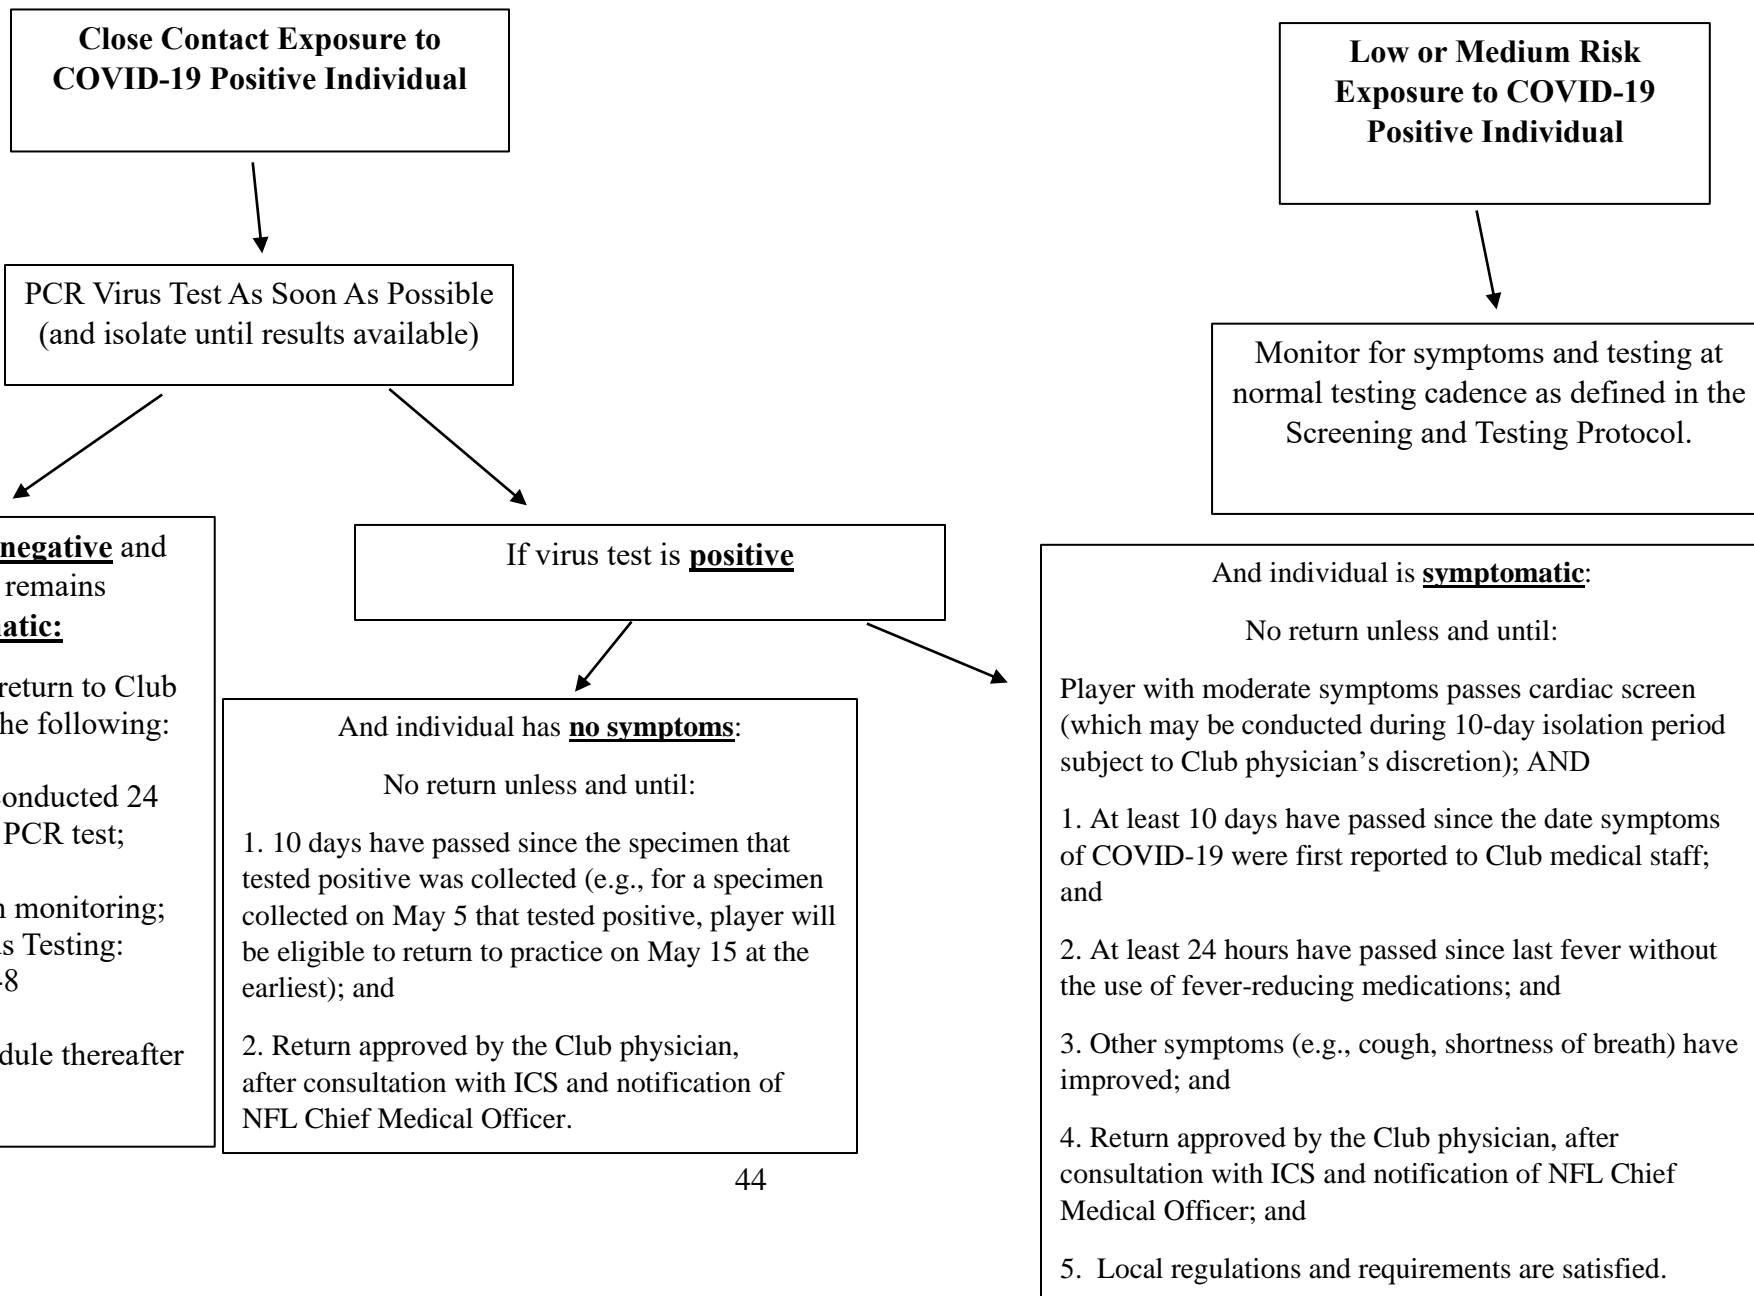 Close Contact Exposure to
COVID-19 Positive Individual
Low or Medium Risk
Exposure to COVID-19
Positive Individual
PCR Virus Test As Soon As Possible
(and isolate until results available)
Monitor for symptoms and testing at
normal testing cadence as defined in the
Screening and Testing Protocol.
negative and
remains
atic:
return to Club
he following:
onducted 24
PCR test;
n monitoring;
s Testing:
-8
dule thereafter
If virus test is positive
And individual has no symptoms:
No return unless and until:
1. 10 days have passed since the specimen that
tested positive was collected (e.g., for a specimen
collected on May 5 that tested positive, player will
be eligible to return to practice on May 15 at the
earliest); and
2. Return approved by the Club physician,
after consultation with ICS and notification of
NFL Chief Medical Officer.
And individual is symptomatic:
No return unless and until:
Player with moderate symptoms passes cardiac screen
(which may be conducted during 10-day isolation period
subject to Club physician’s discretion); AND
1. At least 10 days have passed since the date symptoms
of COVID-19 were first reported to Club medical staff;
and
2. At least 24 hours have passed since last fever without
the use of fever-reducing medications; and
3. Other symptoms (e.g., cough, shortness of breath) have
improved; and
4. Return approved by the Club physician, after
consultation with ICS and notification of NFL Chief
Medical Officer; and
5. Local regulations and requirements are satisfied.
44